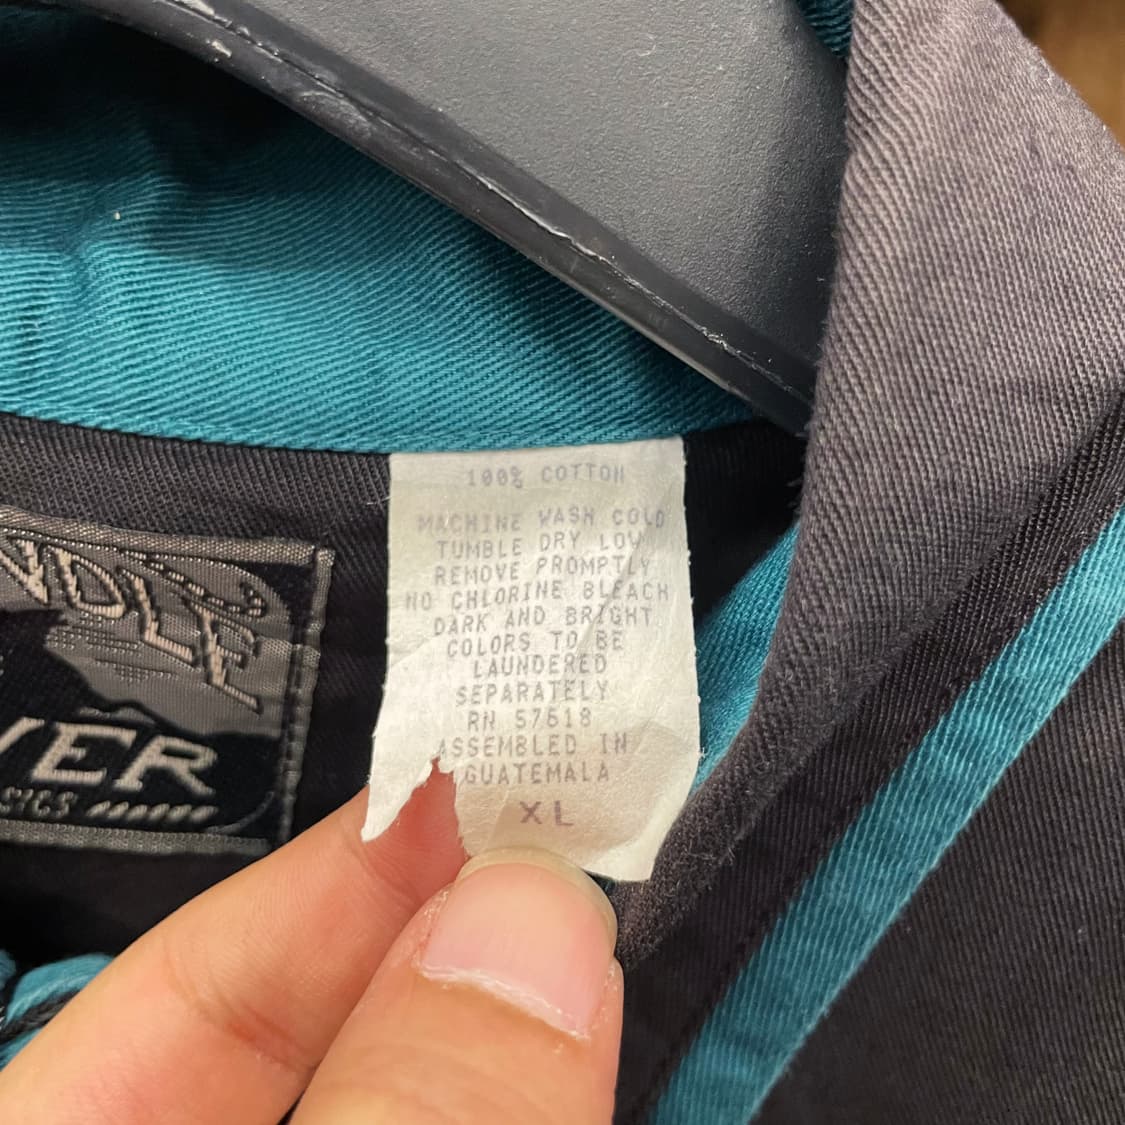 100% COTTON
MACHINE WASH COLD
TUMBLE DRY LOW
REMOVE PROMPTLY
NO CHLORINE BLEACH
DARK AND BRIGHT
COLORS TO BE
LAUNDERED
SEPARATELY
RN 57618
ASSEMBLED IN
GUATEMALA
XL